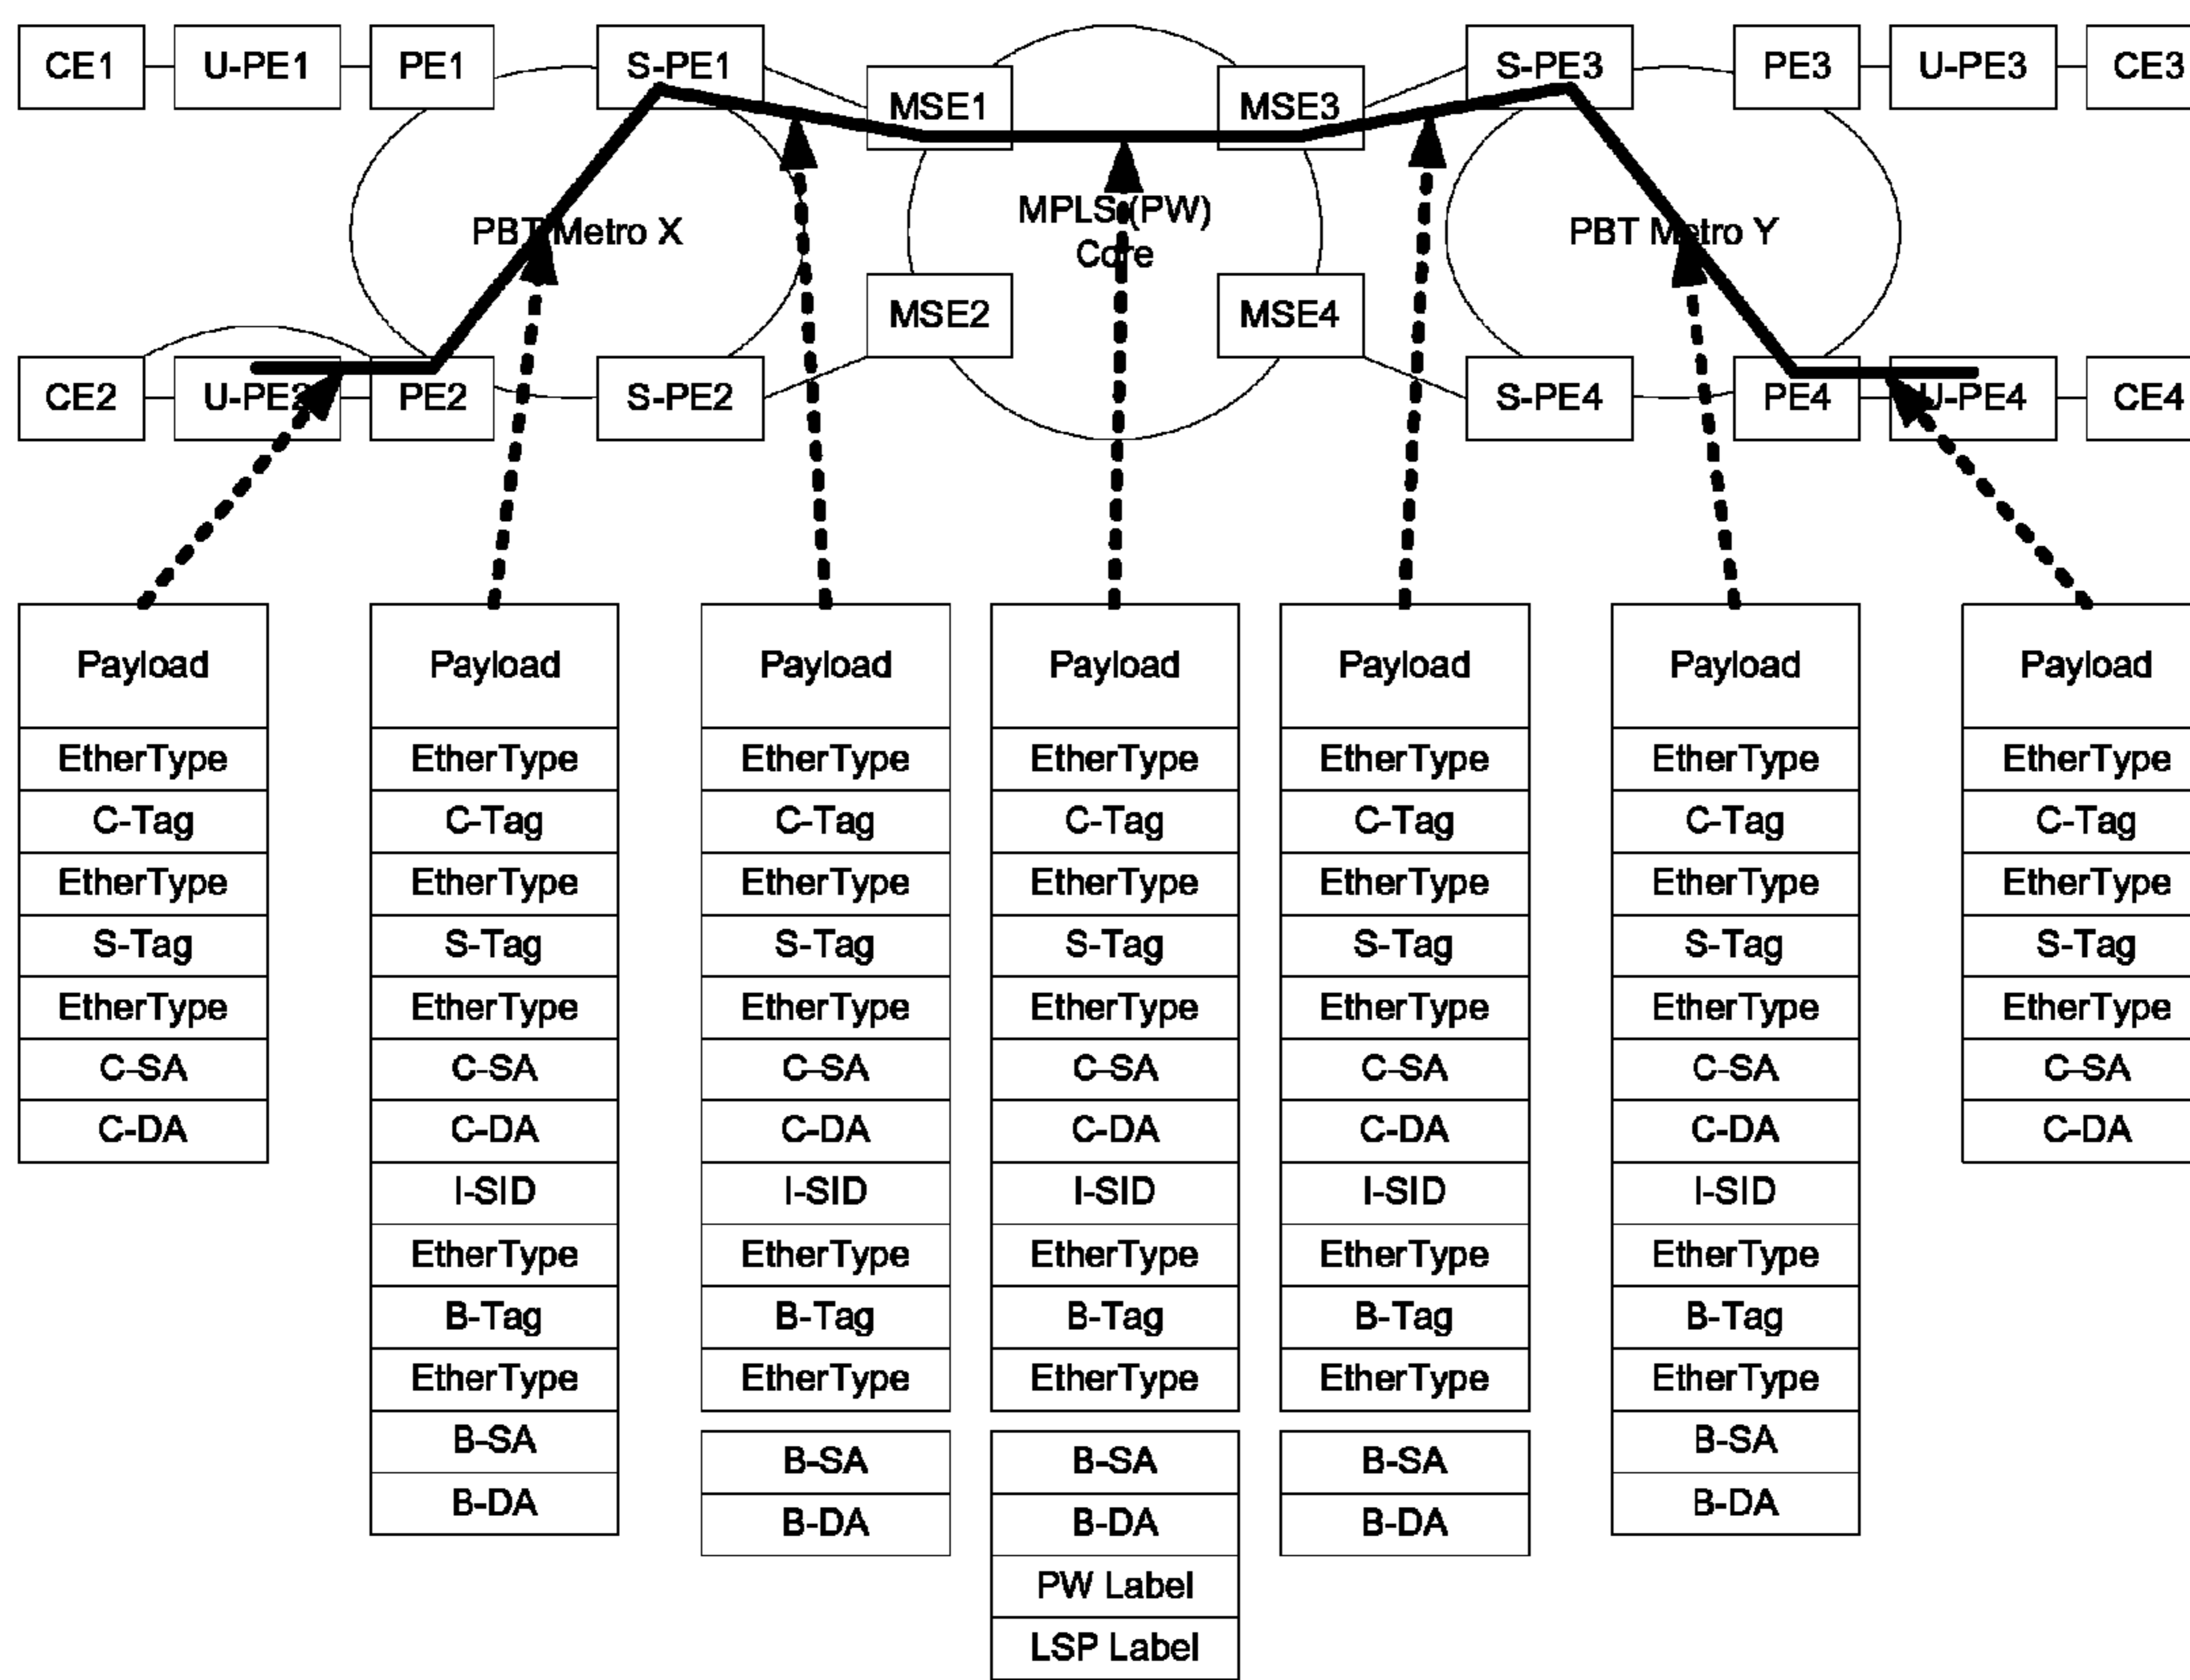 CE1 U-PE1 PE1 S-PE1 MSE1 MSE3 S-PE3 PE3 U-PE3 CE3
PBT Metro X
MPLS (PW)
Core
PBT Metro Y
MSE2 MSE4
CE2 U-PE2 PE2 S-PE2 S-PE4 PE4 U-PE4 CE4
Payload
EtherType
C-Tag
EtherType
S-Tag
EtherType
C-SA
C-DA
Payload
EtherType
C-Tag
EtherType
S-Tag
EtherType
C-SA
C-DA
I-SID
EtherType
B-Tag
EtherType
B-SA
B-DA
Payload
EtherType
C-Tag
EtherType
S-Tag
EtherType
C-SA
C-DA
I-SID
EtherType
B-Tag
EtherType
B-SA
B-DA
Payload
EtherType
C-Tag
EtherType
S-Tag
EtherType
C-SA
C-DA
I-SID
EtherType
B-Tag
EtherType
B-SA
B-DA
PW Label
LSP Label
Payload
EtherType
C-Tag
EtherType
S-Tag
EtherType
C-SA
C-DA
I-SID
EtherType
B-Tag
EtherType
B-SA
B-DA
Payload
EtherType
C-Tag
EtherType
S-Tag
EtherType
C-SA
C-DA
I-SID
EtherType
B-Tag
EtherType
B-SA
B-DA
Payload
EtherType
C-Tag
EtherType
S-Tag
EtherType
C-SA
C-DA